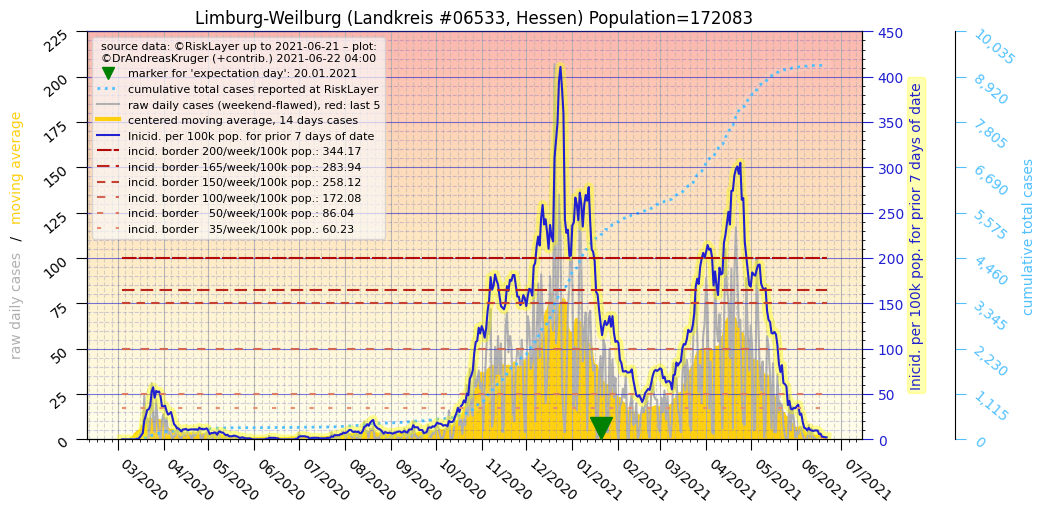 Limburg-Weilburg (Landkreis #06533, Hessen) Population=172083
source data: ©RiskLayer up to 2021-06-21 – plot:
©DrAndreasKruger (+contrib.) 2021-06-22 04:00
marker for 'expectation day': 20.01.2021
cumulative total cases reported at RiskLayer
raw daily cases (weekend-flawed), red: last 5
centered moving average, 14 days cases
Inicid. per 100k pop. for prior 7 days of date
incid. border 200/week/100k pop.: 344.17
incid. border 165/week/100k pop.: 283.94
incid. border 150/week/100k pop.: 258.12
incid. border 100/week/100k pop.: 172.08
incid. border 50/week/100k pop.: 86.04
incid. border 35/week/100k pop.: 60.23
raw daily cases / moving average
225
200
175
150
125
100
75
50
25
0
03/2020
04/2020
05/2020
06/2020
07/2020
08/2020
09/2020
10/2020
11/2020
12/2020
01/2021
02/2021
03/2021
04/2021
05/2021
06/2021
07/2021
450
400
350
300
250
200
150
100
50
0
Inicid. per 100k pop. for prior 7 days of date
10,035
8,920
7,805
6,690
5,575
4,460
3,345
2,230
1,115
0
cumulative total cases